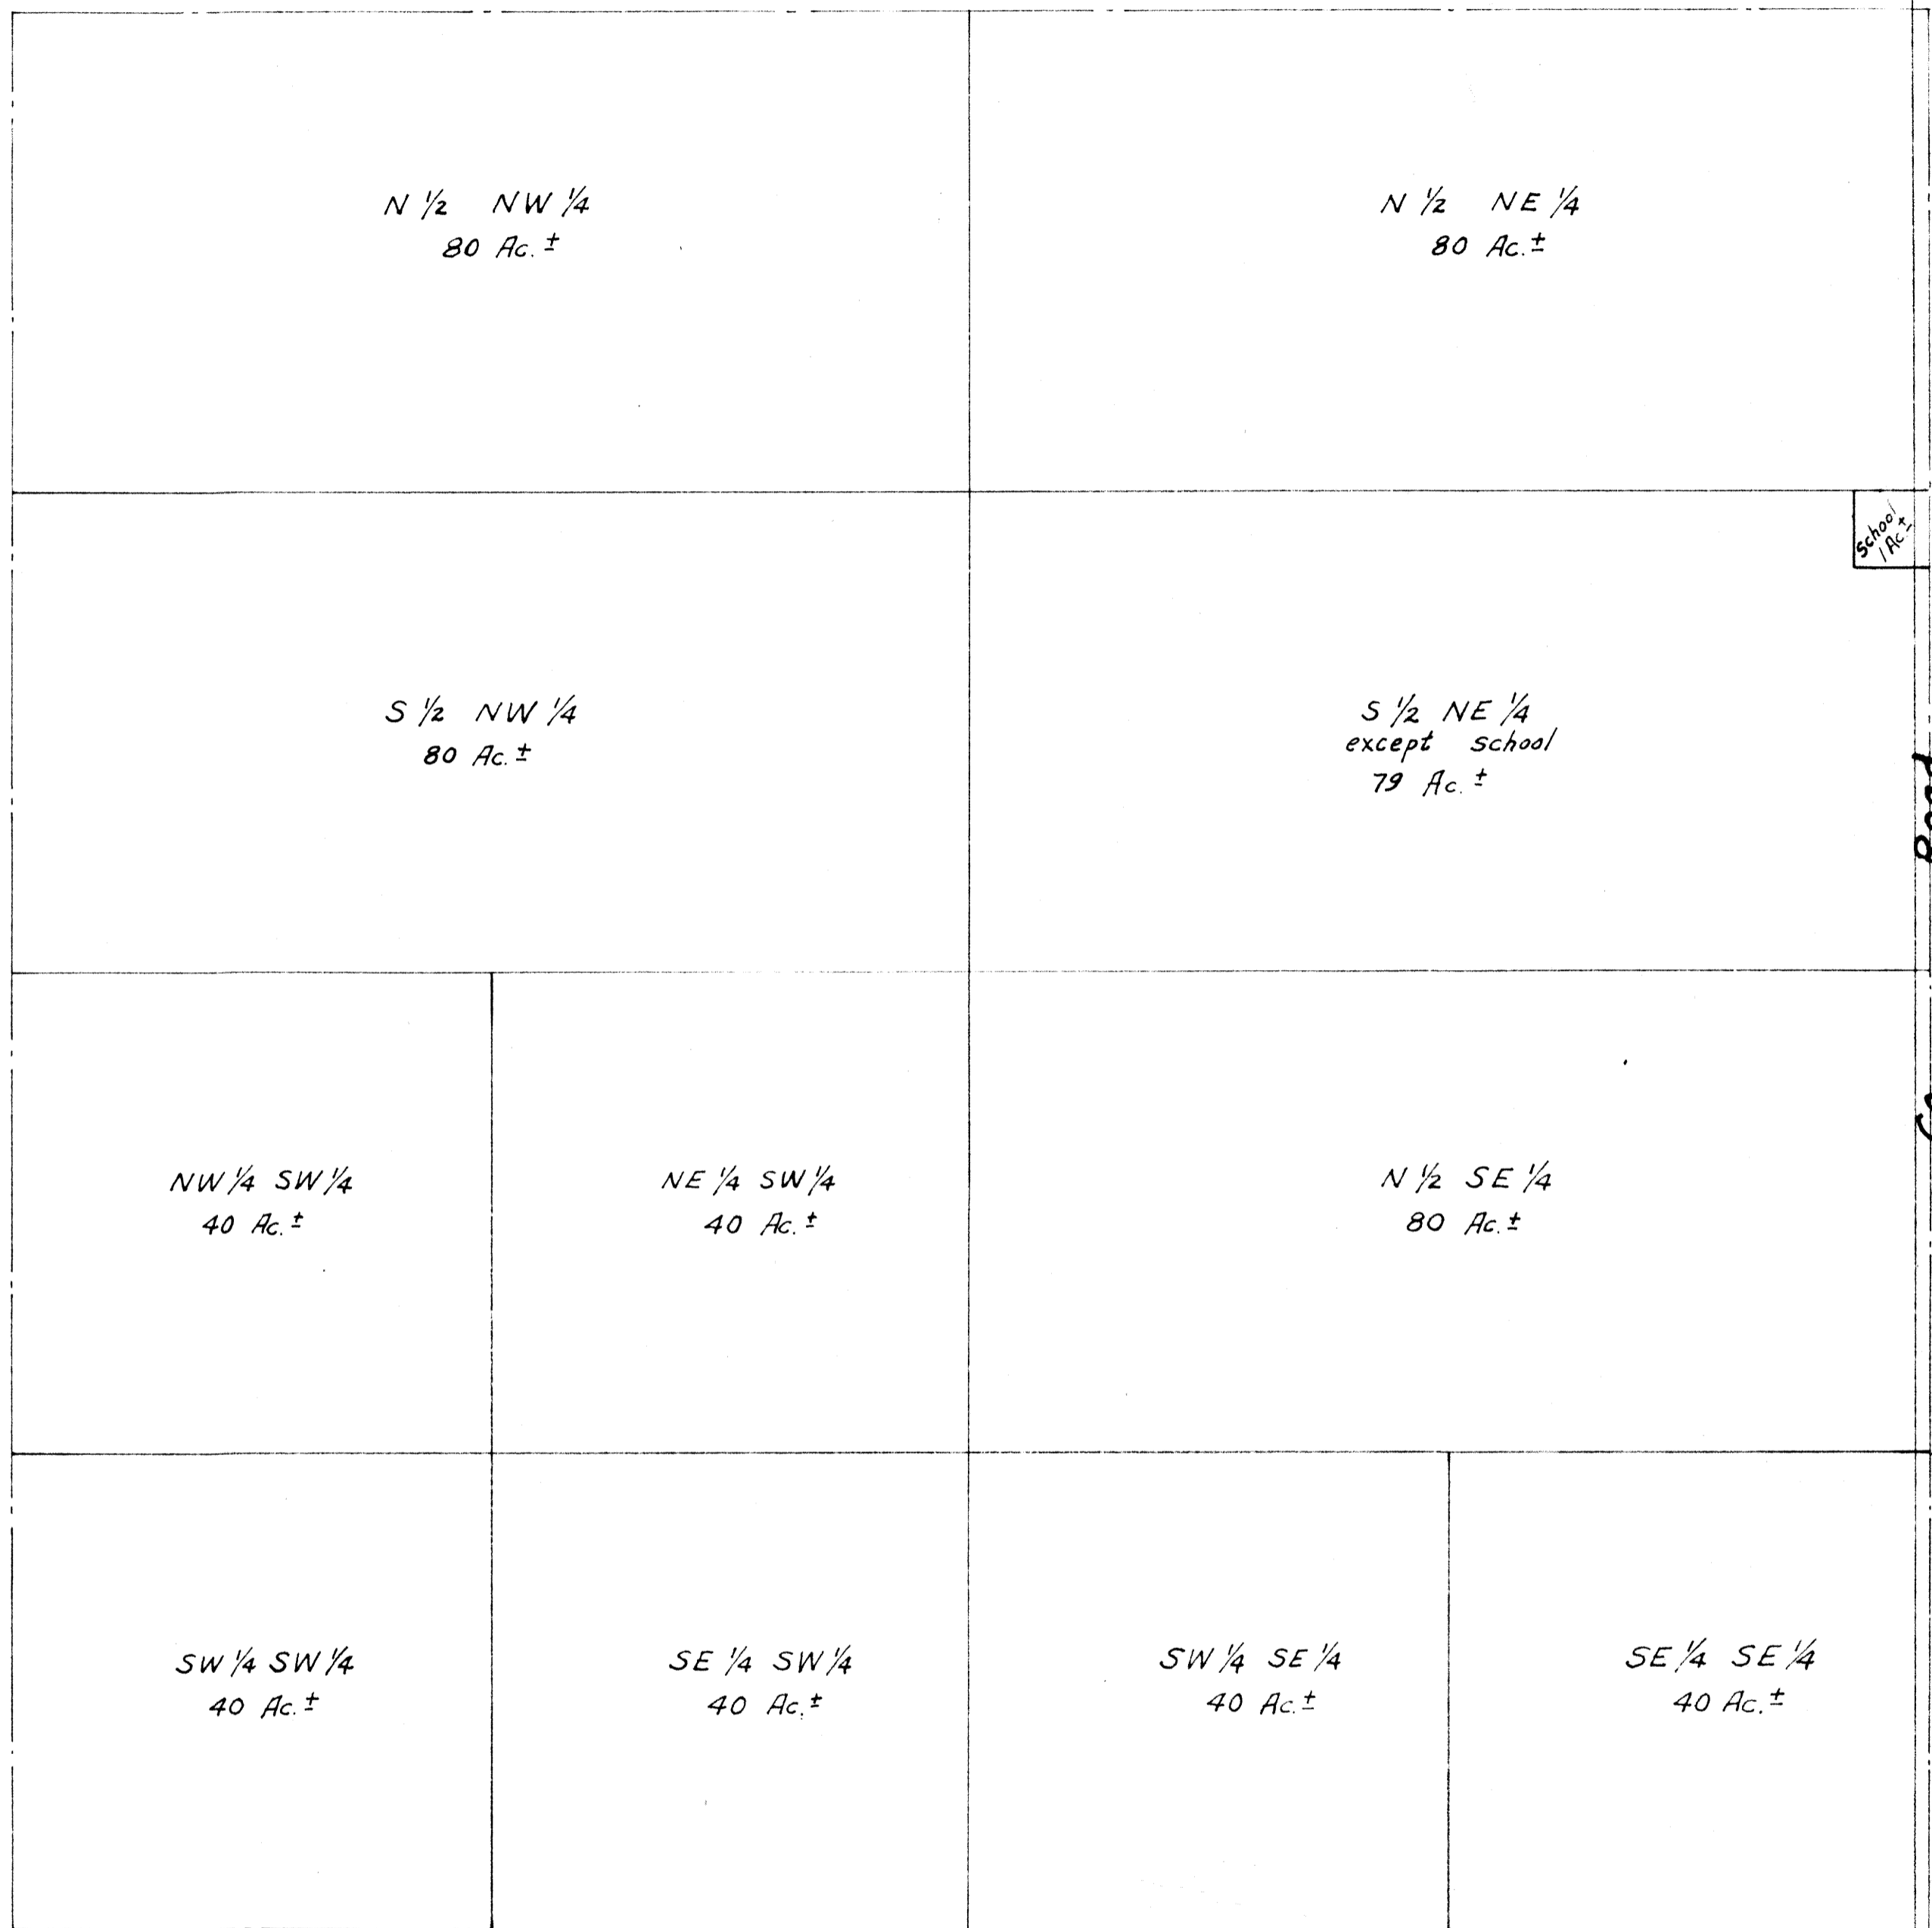 N 1/2 NW 1/4
80 Ac. ±
N 1/2 NE 1/4
80 Ac. ±
School
1 Ac. ±
S 1/2 NW 1/4
80 Ac. ±
S 1/2 NE 1/4
except school
79 Ac. ±
Road
NW 1/4 SW 1/4
40 Ac. ±
NE 1/4 SW 1/4
40 Ac. ±
N 1/2 SE 1/4
80 Ac. ±
SW 1/4 SW 1/4
40 Ac. ±
SE 1/4 SW 1/4
40 Ac. ±
SW 1/4 SE 1/4
40 Ac. ±
SE 1/4 SE 1/4
40 Ac. ±